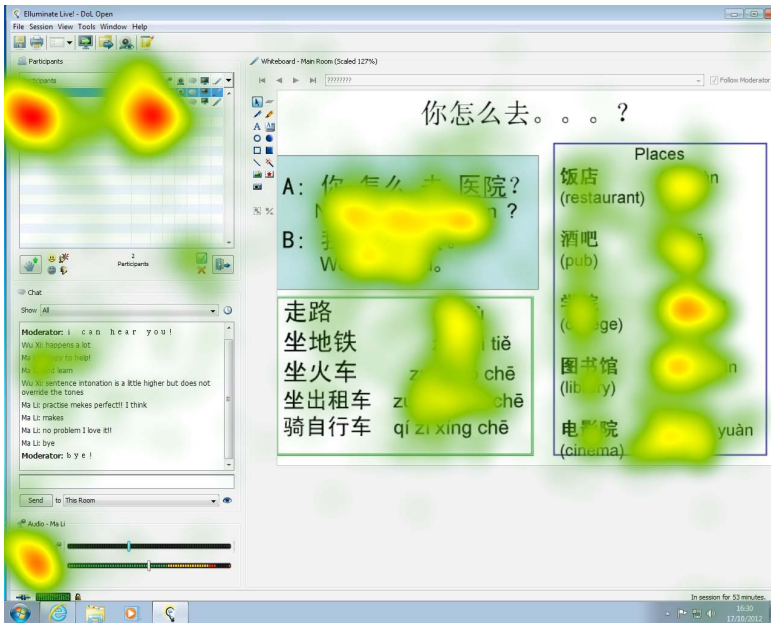 Elluminate Live! - DoL Open
File Session View Tools Window Help
Participants
Whiteboard - Main Room (Scaled 127%)
????????
Follow Moderator
你怎么去。。。?
A: 你怎么去医院?
B:
Places
饭店
(restaurant)
酒吧
(pub)
图书馆
电影院 yuàn
(cinema)
走路
坐地铁 tiě
坐火车 chē
坐出租车 chē
骑自行车 qí zì xíng chē
2
Participants
Chat
Show All
Moderator: i can hear you!
Wu Xi: happens a lot
to help!
learn
Wu Xi: sentence intonation is a little higher but does not
override the tones
Ma Li: practise mekes perfect!! I think
Ma Li: makes
Ma Li: no problem I love it!!
Ma Li: bye
Moderator: bye!
Send to This Room
Audio - Ma Li
In session for 53 minutes.
16:30
17/10/2012